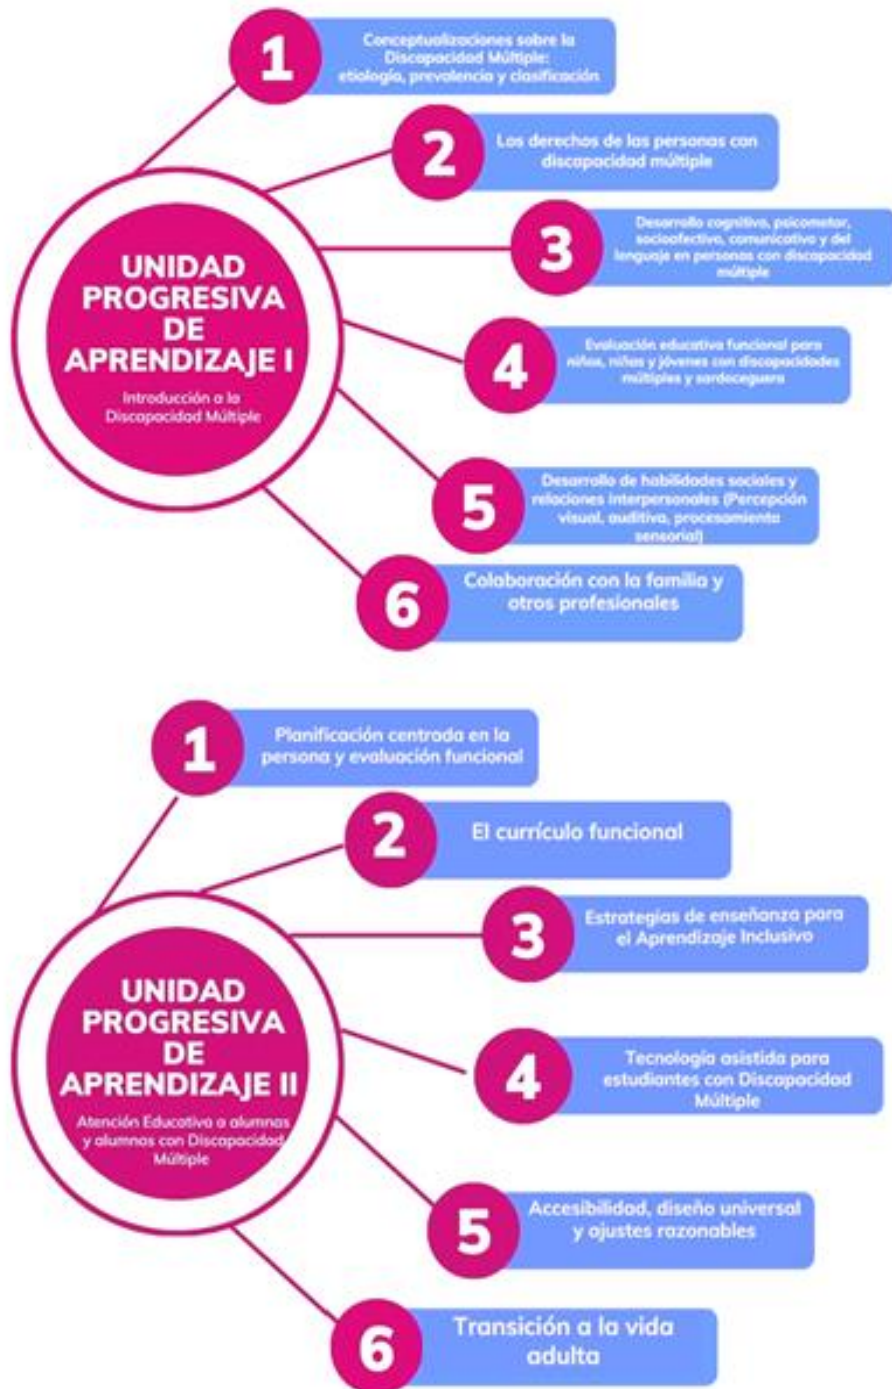 1
Conceptualizaciones sobre la
Discapacidad Múltiple:
etiología, prevalencia y clasificación
2
Los derechos de las personas con
discapacidad múltiple
3
Desarrollo cognitivo, psicomotor,
socioafectivo, comunicativo y del
lenguaje en personas con discapacidad
múltiple
UNIDAD
PROGRESIVA
DE
APRENDIZAJE I
Introducción a la
Discapacidad Múltiple
4
Evaluación educativa funcional para
niños, niñas y jóvenes con discapacidades
múltiples y sordoceguera
5
Desarrollo de habilidades sociales y
relaciones interpersonales (Percepción
visual, auditiva, procesamiento
sensorial)
6
Colaboración con la familia y
otros profesionales
1
Planificación centrada en la
persona y evaluación funcional
2
El currículo funcional
3
Estrategias de enseñanza para
el Aprendizaje Inclusivo
UNIDAD
PROGRESIVA
DE
APRENDIZAJE II
Atención Educativa a alumnas
y alumnos con Discapacidad
Múltiple
4
Tecnología asistida para
estudiantes con Discapacidad
Múltiple
5
Accesibilidad, diseño universal
y ajustes razonables
6
Transición a la vida
adulta